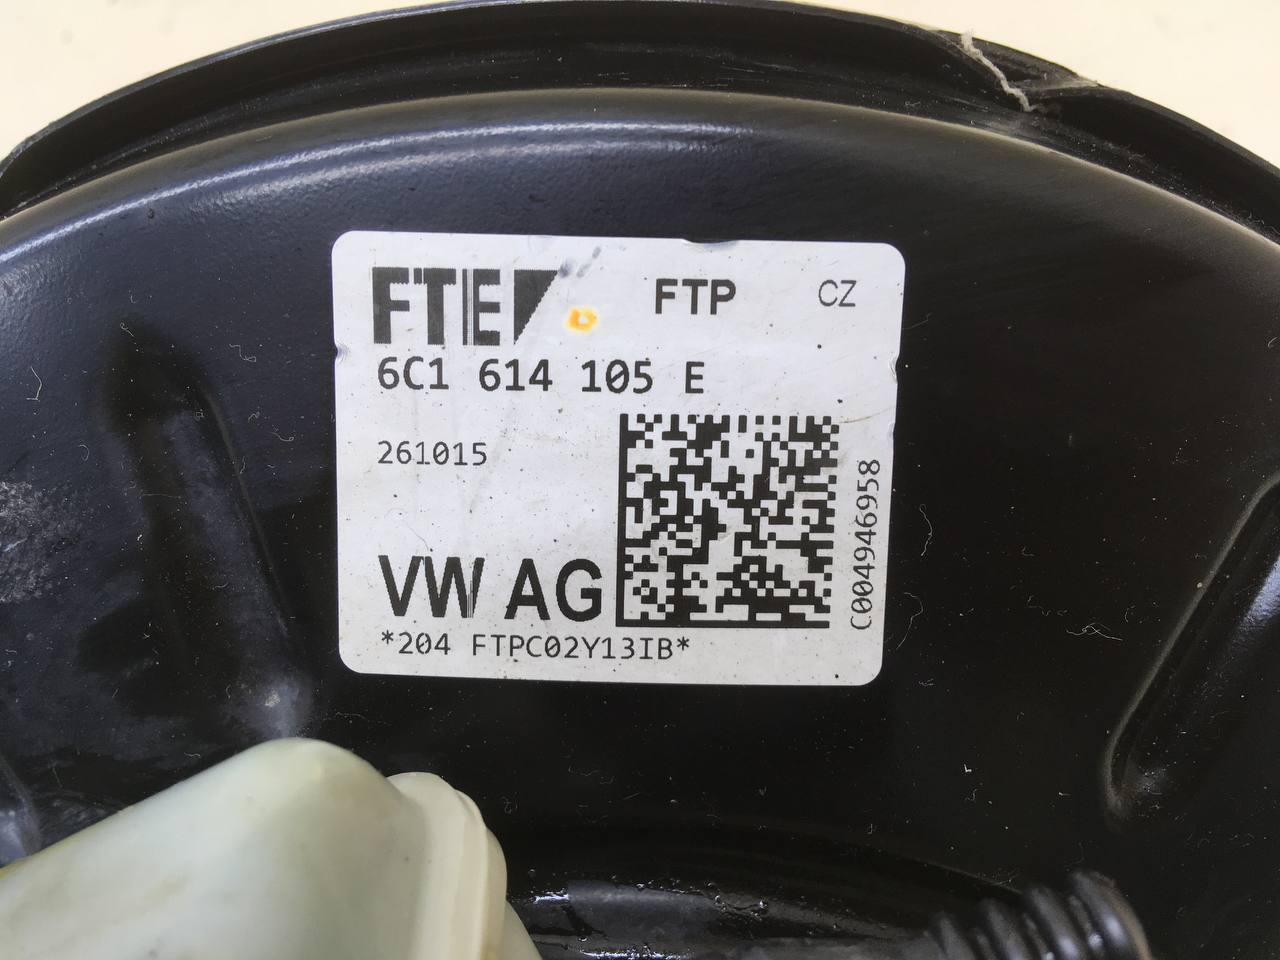 FTE FTP CZ
6C1 614 105 E
261015
C004946958
VW AG
*204 FTPC02Y13IB*